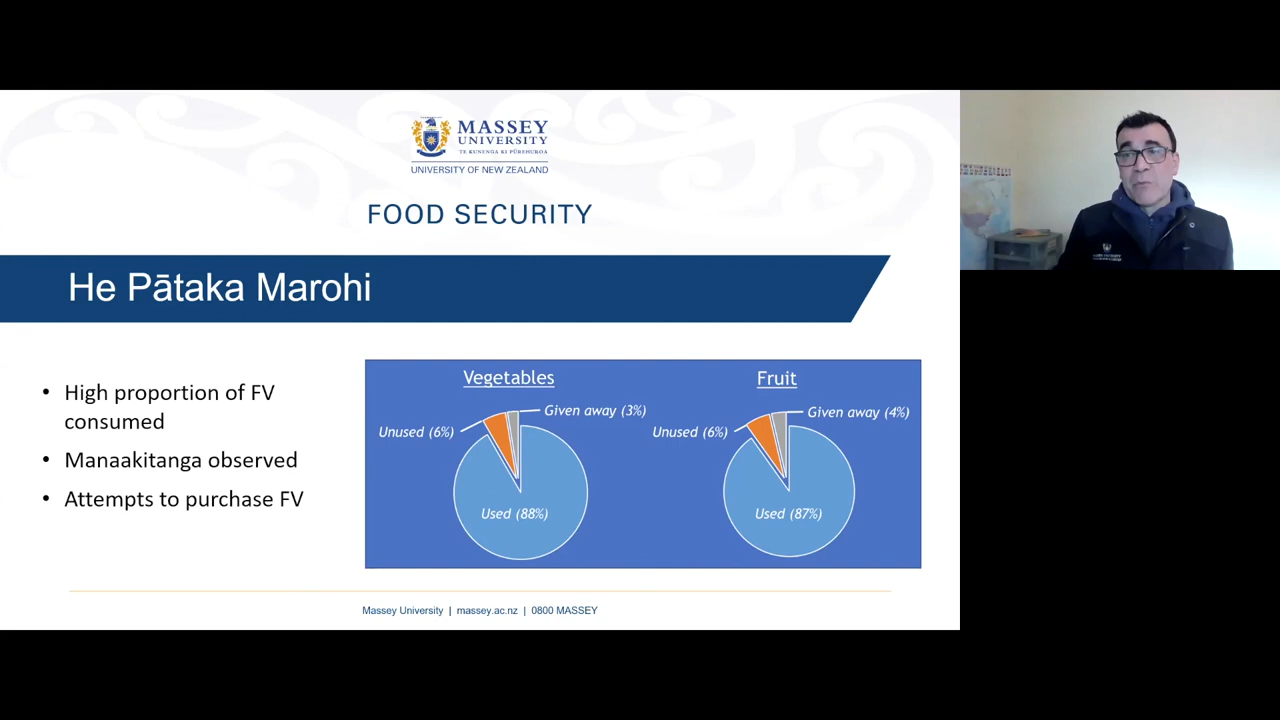 MASSEY
UNIVERSITY
TE KUNENGA KI PŪREHUROA
UNIVERSITY OF NEW ZEALAND
FOOD SECURITY
He Pātaka Marohi
• High proportion of FV
consumed
• Manaakitanga observed
• Attempts to purchase FV
Vegetables
Given away (3%)
Unused (6%)
Used (88%)
Fruit
Given away (4%)
Unused (6%)
Used (87%)
Massey University | massey.ac.nz | 0800 MASSEY